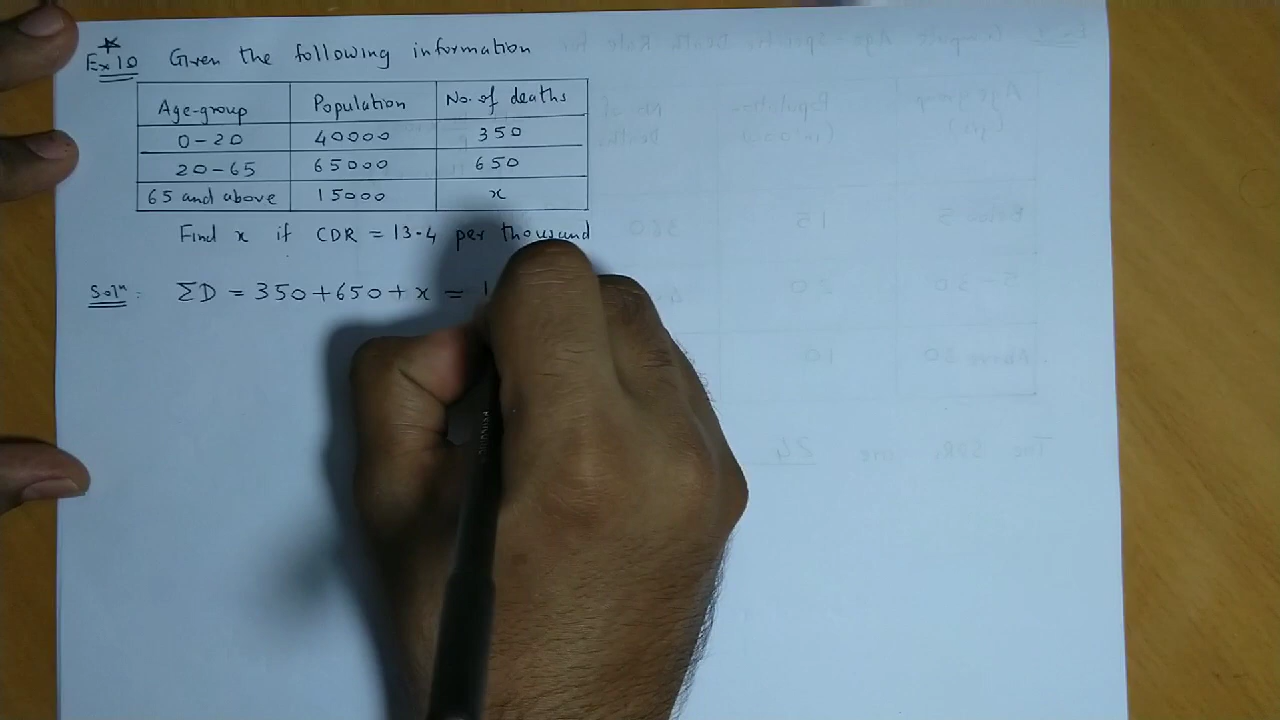 Ex 10 Given the following information
Age-group Population No. of deaths
0-20 40000 350
20-65 65000 650
65 and above 15000 x
Find x if CDR = 13.4 per thousand
Solⁿ: ΣD = 350+650+x = 1